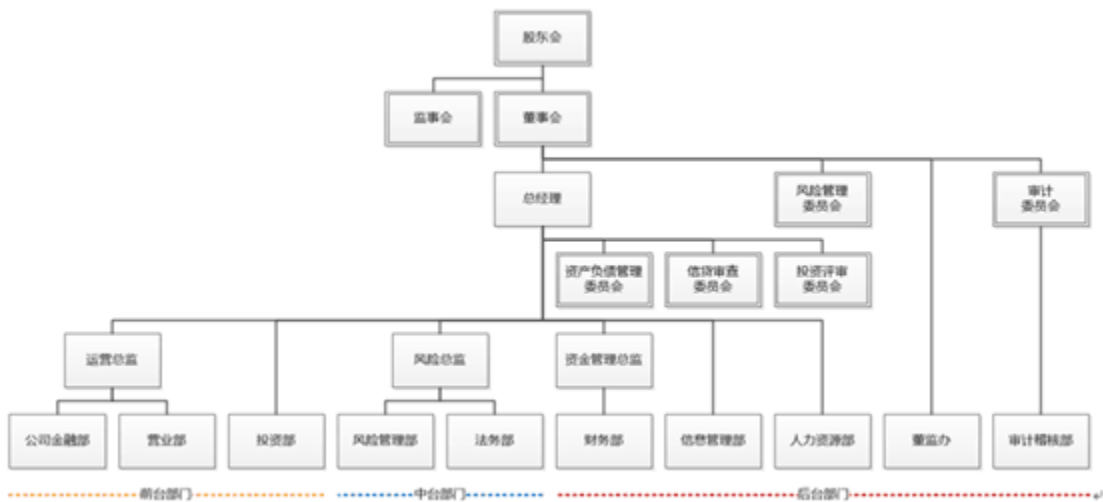 股东会
监事会
董事会
总经理
风险管理
委员会
审计
委员会
资产负债管理
委员会
信贷审查
委员会
投资评审
委员会
运营总监
风险总监
资金管理总监
公司金融部
营业部
投资部
风险管理部
法务部
财务部
信息管理部
人力资源部
董监办
审计稽核部
前台部门
中台部门
后台部门